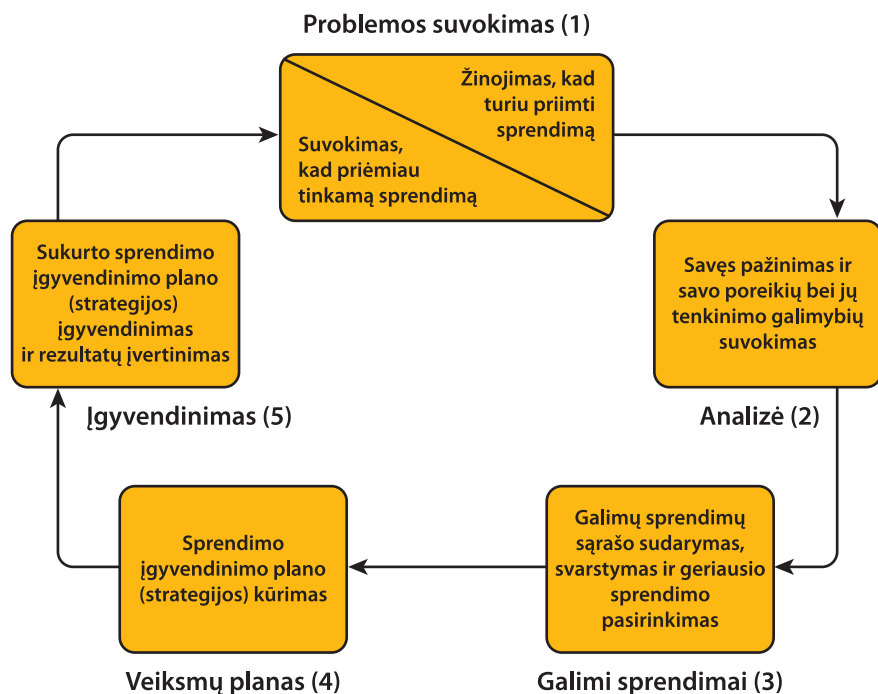 Problemos suvokimas (1)
Žinojimas, kad
turiu priimti
sprendimą
Suvokimas,
kad priėmiau
tinkamą sprendimą
Savęs pažinimas ir
savo poreikių bei jų
tenkinimo galimybių
suvokimas
Analizė (2)
Galimų sprendimų
sąrašo sudarymas,
svarstymas ir geriausio
sprendimo
pasirinkimas
Galimi sprendimai (3)
Sprendimo
įgyvendinimo plano
(strategijos) kūrimas
Veiksmų planas (4)
Sukurto sprendimo
įgyvendinimo plano
(strategijos)
įgyvendinimas
ir rezultatų įvertinimas
Įgyvendinimas (5)